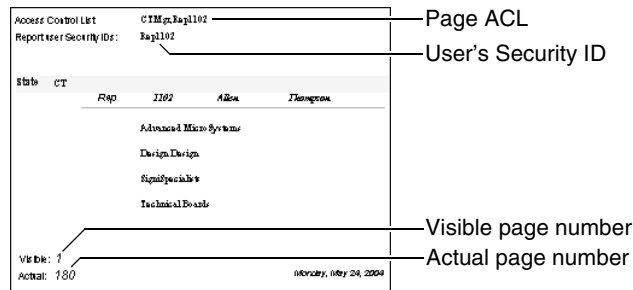 Access Control List CTMgr,Rep1102
Page ACL
Report user Security IDs: Rep1102
User's Security ID
State CT
Rep 1102 Allen Thompson
Advanced Micro Systems
Design Design
SigniSpecialists
Technical Boards
Visible: 1
Visible page number
Actual: 180 Monday, May 24, 2004
Actual page number